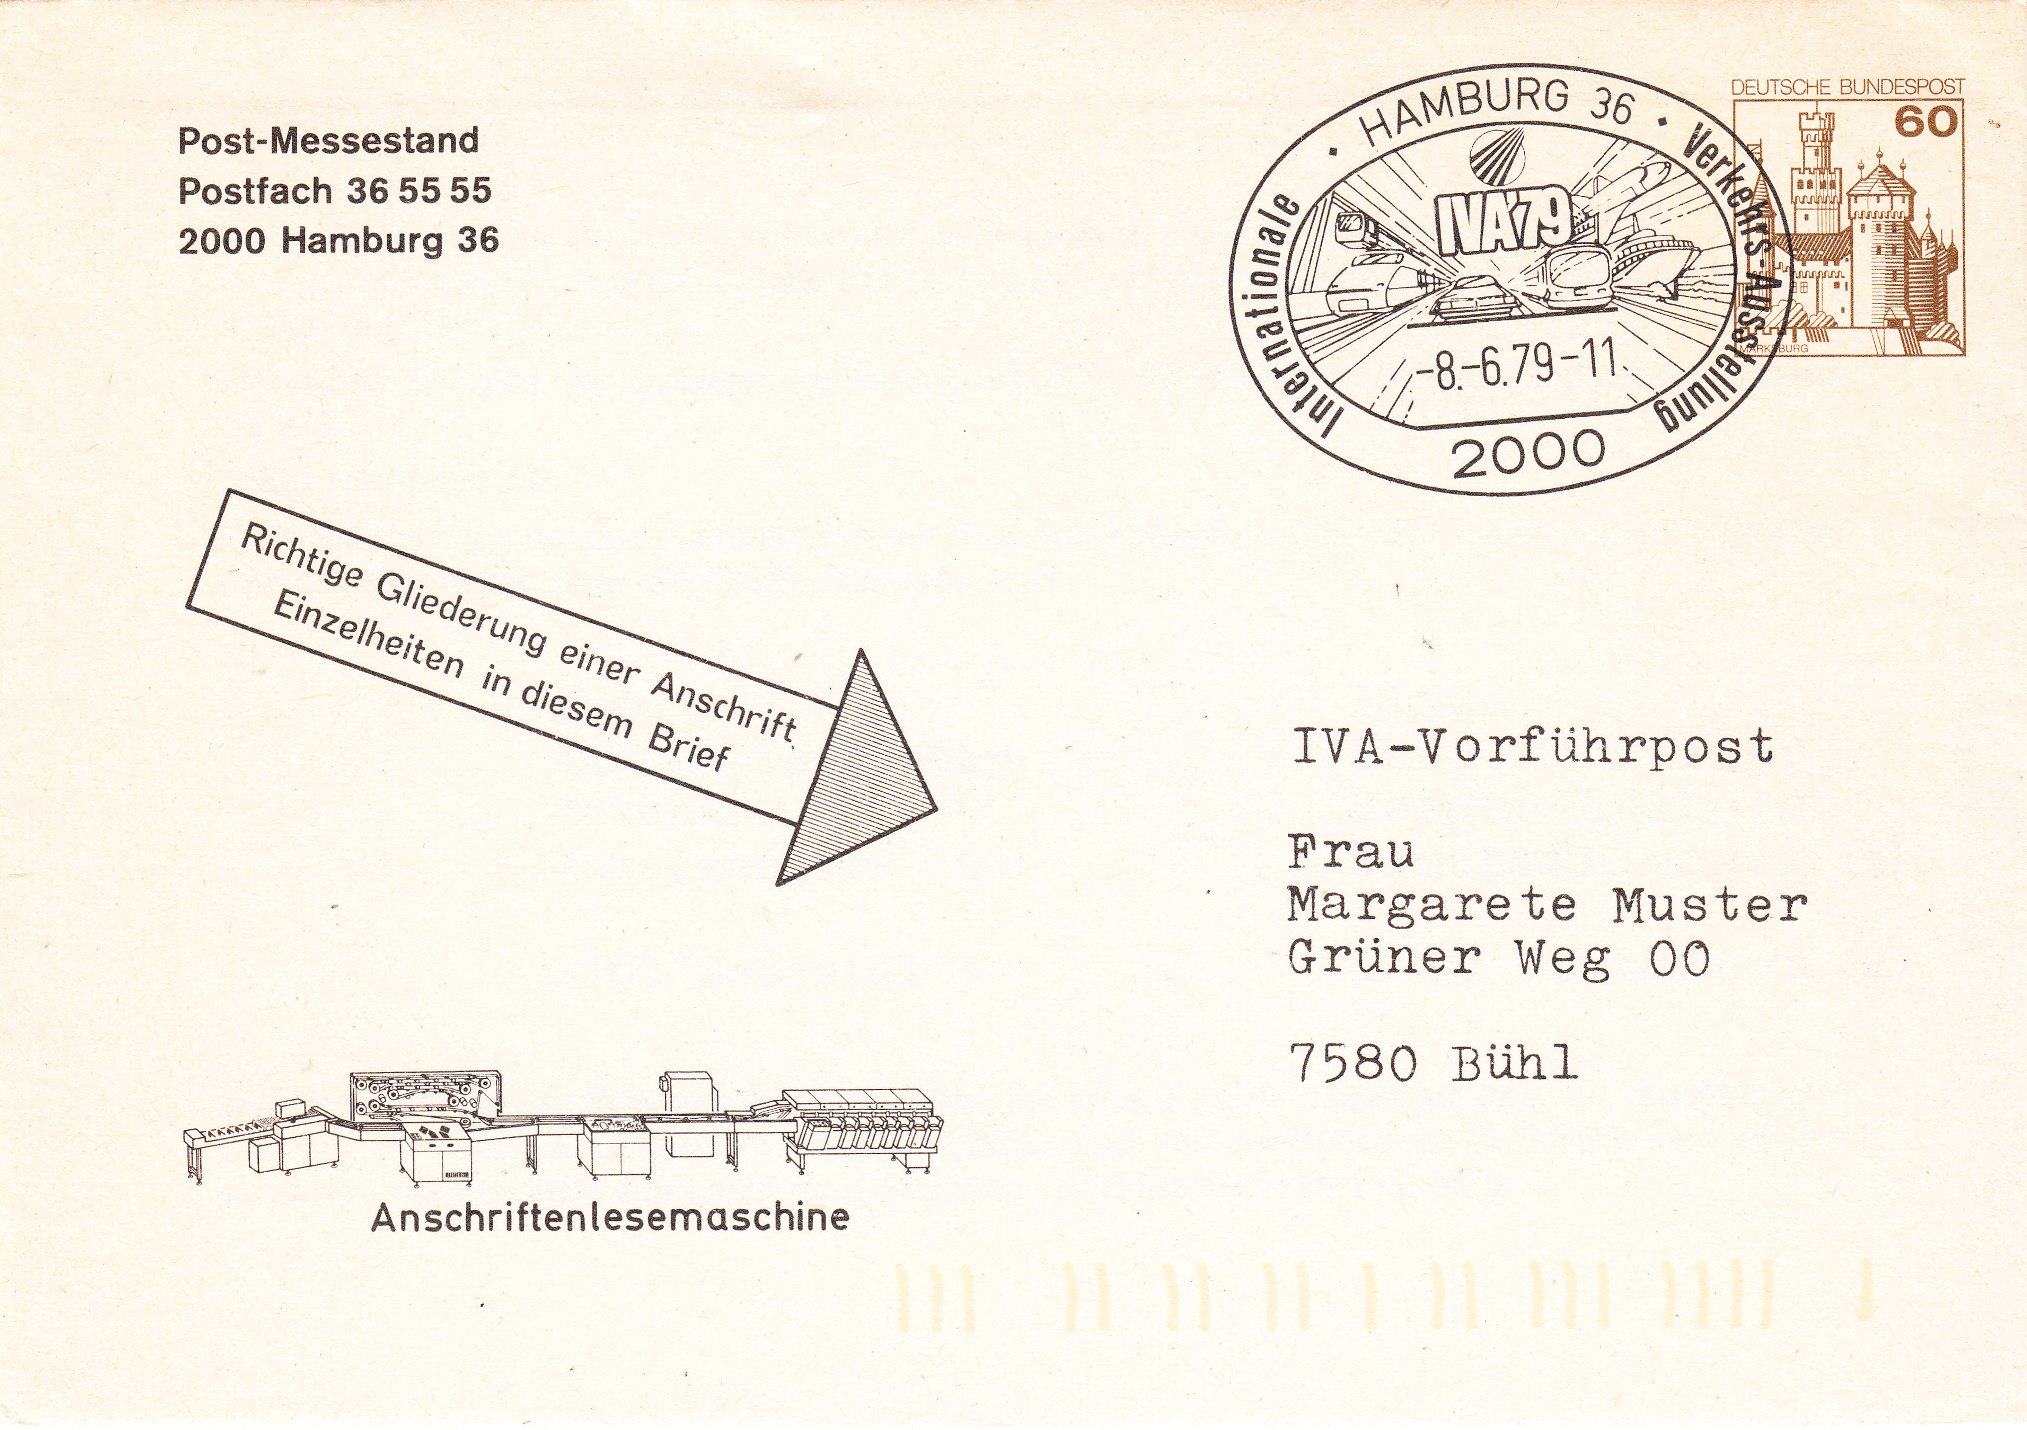 Post-Messestand
Postfach 36 55 55
2000 Hamburg 36
HAMBURG 36
Internationale Verkehrs-Ausstellung
IVA'79
-8.-6.79-11
2000
DEUTSCHE BUNDESPOST
60
MARKSBURG
Richtige Gliederung einer Anschrift
Einzelheiten in diesem Brief
IVA-Vorführpost
Frau
Margarete Muster
Grüner Weg 00
7580 Bühl
Anschriftenlesemaschine